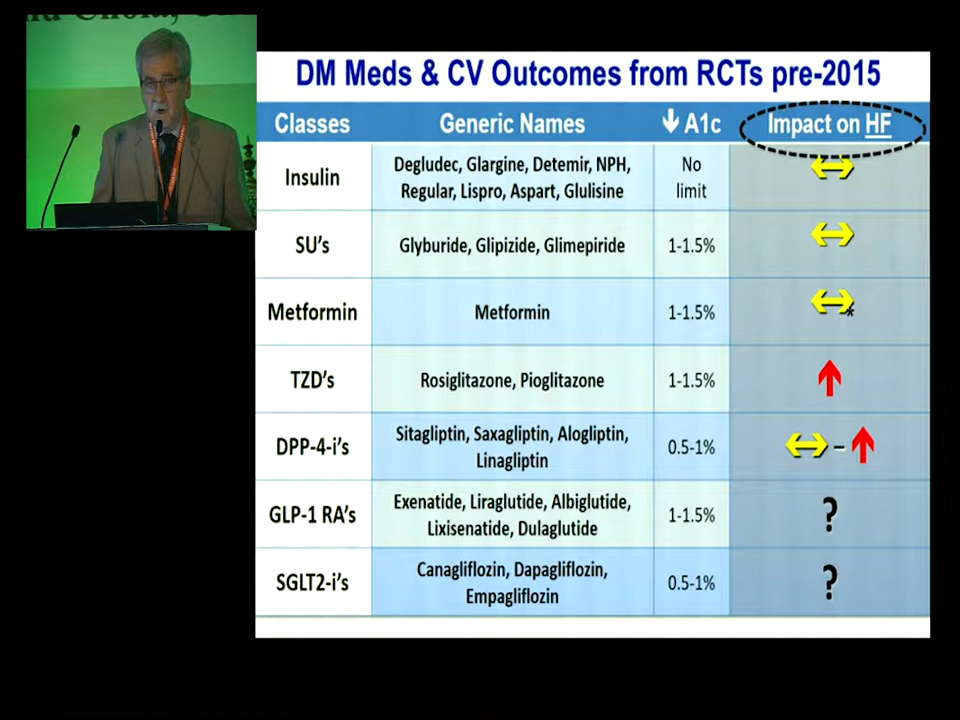 DM Meds & CV Outcomes from RCTs pre-2015
Classes Generic Names ↓ A1c Impact on HF
Insulin Degludec, Glargine, Detemir, NPH, Regular, Lispro, Aspart, Glulisine No limit ↔
SU's Glyburide, Glipizide, Glimepiride 1-1.5% ↔
Metformin Metformin 1-1.5% ↔*
TZD's Rosiglitazone, Pioglitazone 1-1.5% ↑
DPP-4-i's Sitagliptin, Saxagliptin, Alogliptin, Linagliptin 0.5-1% ↔ – ↑
GLP-1 RA's Exenatide, Liraglutide, Albiglutide, Lixisenatide, Dulaglutide 1-1.5% ?
SGLT2-i's Canagliflozin, Dapagliflozin, Empagliflozin 0.5-1% ?